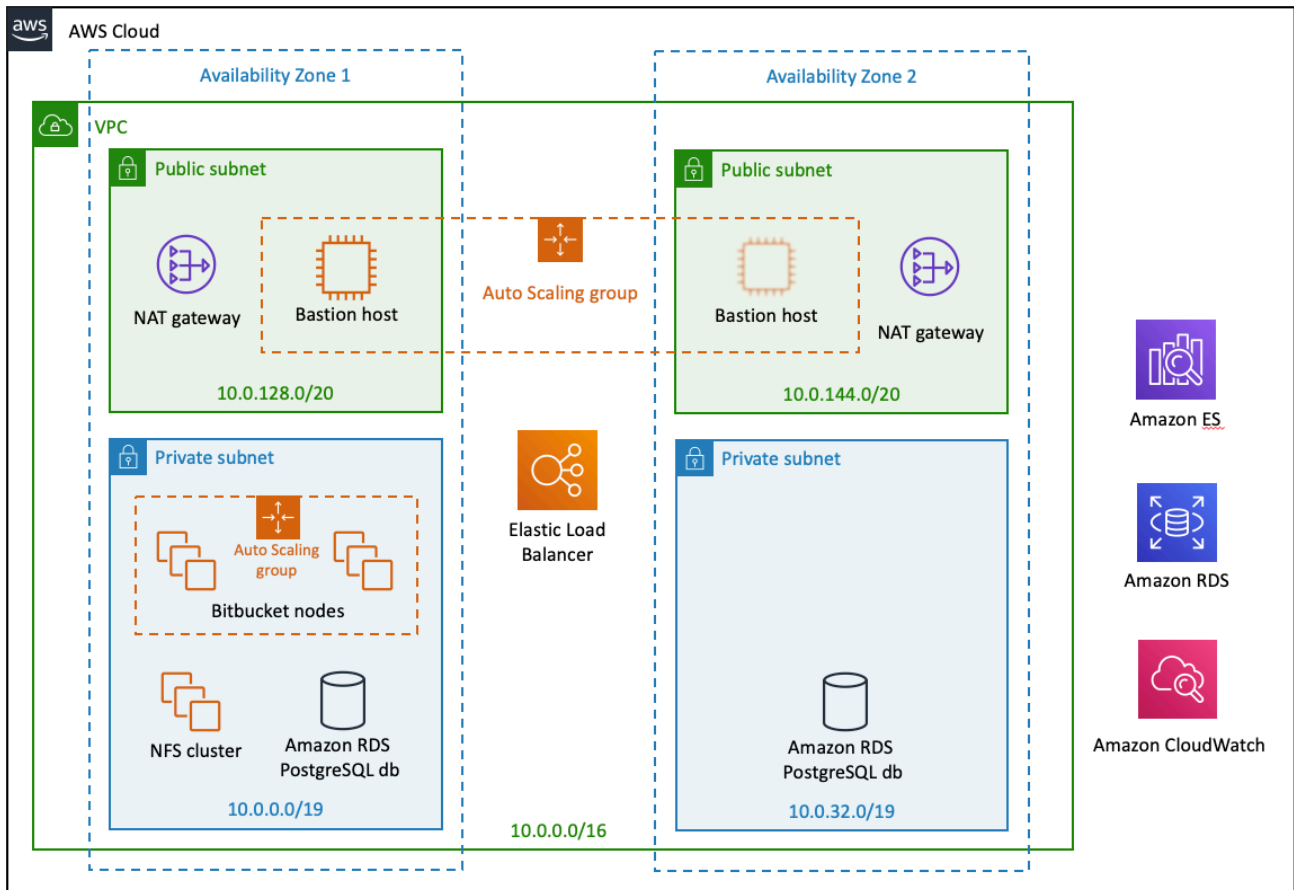 aws
AWS Cloud
Availability Zone 1
Availability Zone 2
VPC
Public subnet
NAT gateway
Bastion host
10.0.128.0/20
Auto Scaling group
Public subnet
Bastion host
NAT gateway
10.0.144.0/20
Private subnet
Auto Scaling
group
Bitbucket nodes
NFS cluster
Amazon RDS
PostgreSQL db
10.0.0.0/19
Elastic Load
Balancer
10.0.0.0/16
Private subnet
Amazon RDS
PostgreSQL db
10.0.32.0/19
Amazon ES
Amazon RDS
Amazon CloudWatch